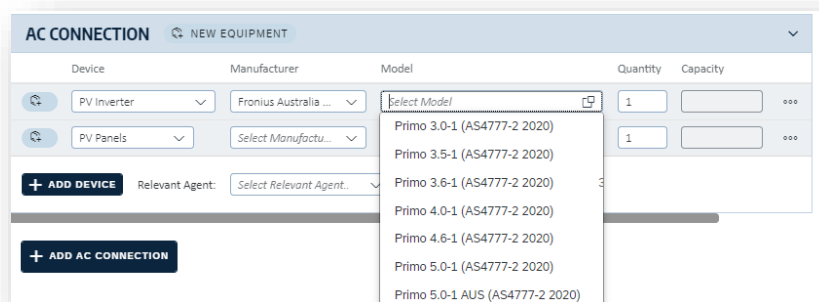 AC CONNECTION NEW EQUIPMENT
Device Manufacturer Model Quantity Capacity
PV Inverter Fronius Australia ... Select Model 1
Primo 3.0-1 (AS4777-2 2020)
PV Panels Select Manufactu... 1
Primo 3.5-1 (AS4777-2 2020)
+ ADD DEVICE Relevant Agent: Select Relevant Agent.. Primo 3.6-1 (AS4777-2 2020)
Primo 4.0-1 (AS4777-2 2020)
Primo 4.6-1 (AS4777-2 2020)
+ ADD AC CONNECTION
Primo 5.0-1 (AS4777-2 2020)
Primo 5.0-1 AUS (AS4777-2 2020)